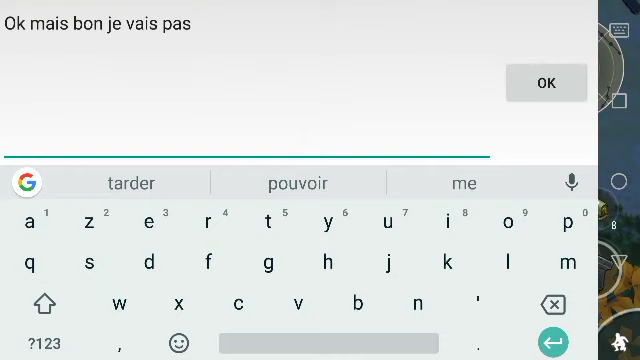 Ok mais bon je vais pas
OK
tarder pouvoir me
a 1 z 2 e 3 r 4 t 5 y 6 u 7 i 8 o 9 p 0
q s d f g h j k l m
w x c v b n '
?123 , .
8